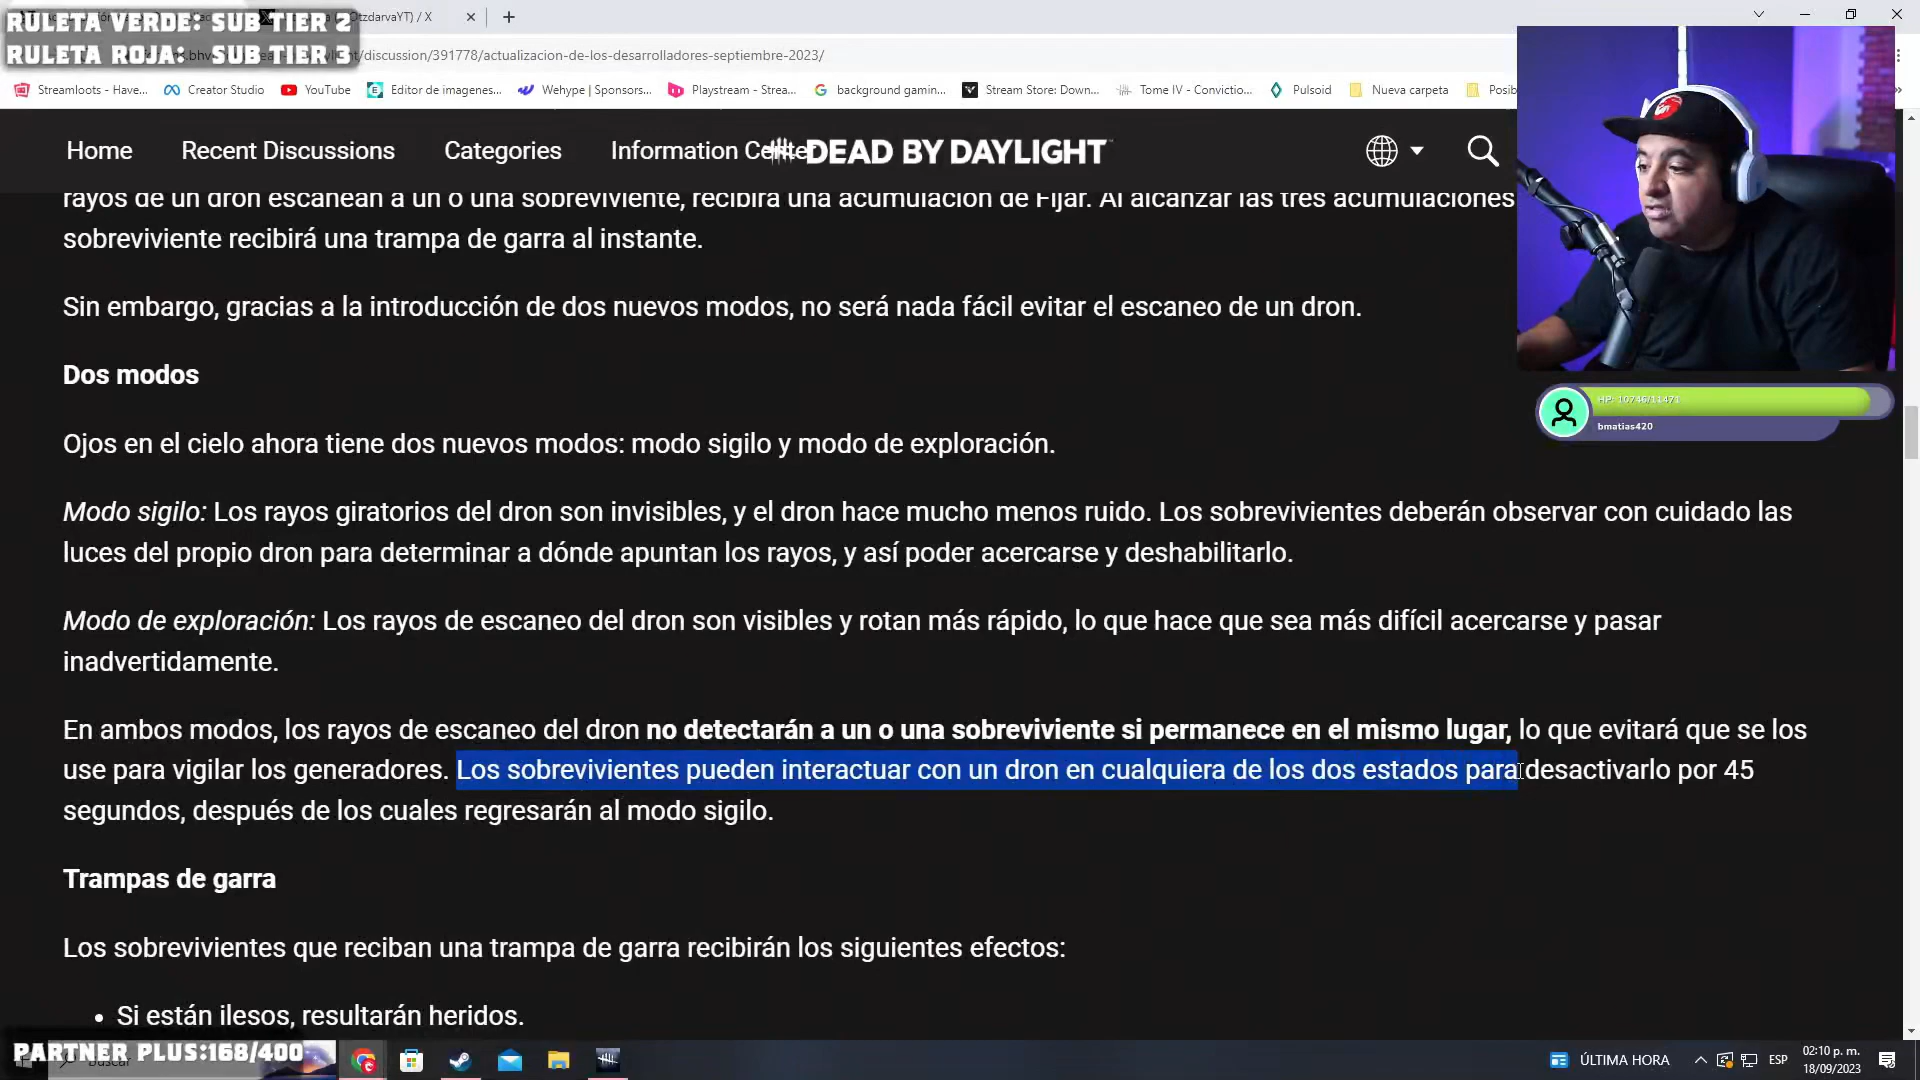 RULETA VERDE: SUB TIER 2
RULETA ROJA: SUB TIER 3
OtzdarvaYT) / X
/discussion/391778/actualizacion-de-los-desarrolladores-septiembre-2023/
Streamloots - Have...
Creator Studio
YouTube
Editor de imagenes...
Wehype | Sponsors...
Playstream - Strea...
background gamin...
Stream Store: Down...
Tome IV - Convictio...
Pulsoid
Nueva carpeta
Posib
Home
Recent Discussions
Categories
Information Center
DEAD BY DAYLIGHT
rayos de un dron escanean a un o una sobreviviente, recibirá una acumulación de Fijar. Al alcanzar las tres acumulaciones
sobreviviente recibirá una trampa de garra al instante.
Sin embargo, gracias a la introducción de dos nuevos modos, no será nada fácil evitar el escaneo de un dron.
Dos modos
Ojos en el cielo ahora tiene dos nuevos modos: modo sigilo y modo de exploración.
Modo sigilo: Los rayos giratorios del dron son invisibles, y el dron hace mucho menos ruido. Los sobrevivientes deberán observar con cuidado las
luces del propio dron para determinar a dónde apuntan los rayos, y así poder acercarse y deshabilitarlo.
Modo de exploración: Los rayos de escaneo del dron son visibles y rotan más rápido, lo que hace que sea más difícil acercarse y pasar
inadvertidamente.
En ambos modos, los rayos de escaneo del dron no detectarán a un o una sobreviviente si permanece en el mismo lugar, lo que evitará que se los
use para vigilar los generadores. Los sobrevivientes pueden interactuar con un dron en cualquiera de los dos estados para desactivarlo por 45
segundos, después de los cuales regresarán al modo sigilo.
Trampas de garra
Los sobrevivientes que reciban una trampa de garra recibirán los siguientes efectos:
• Si están ilesos, resultarán heridos.
HP: 10746/11471
bmatias420
PARTNER PLUS:168/400
Buscar
ÚLTIMA HORA
ESP
02:10 p. m.
18/09/2023